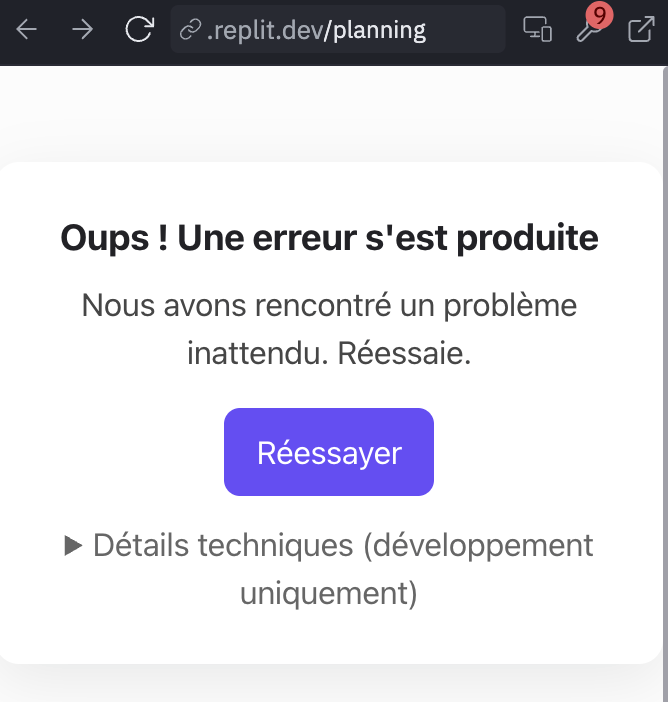 .replit.dev/planning
9
Oups ! Une erreur s'est produite
Nous avons rencontré un problème
inattendu. Réessaie.
Réessayer
▶ Détails techniques (développement
uniquement)